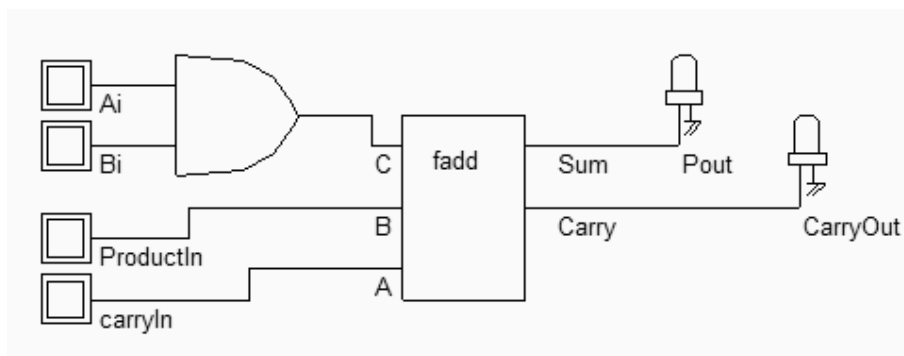 Ai
Bi
C
fadd
Sum
Pout
ProductIn
B
Carry
CarryOut
A
carryIn